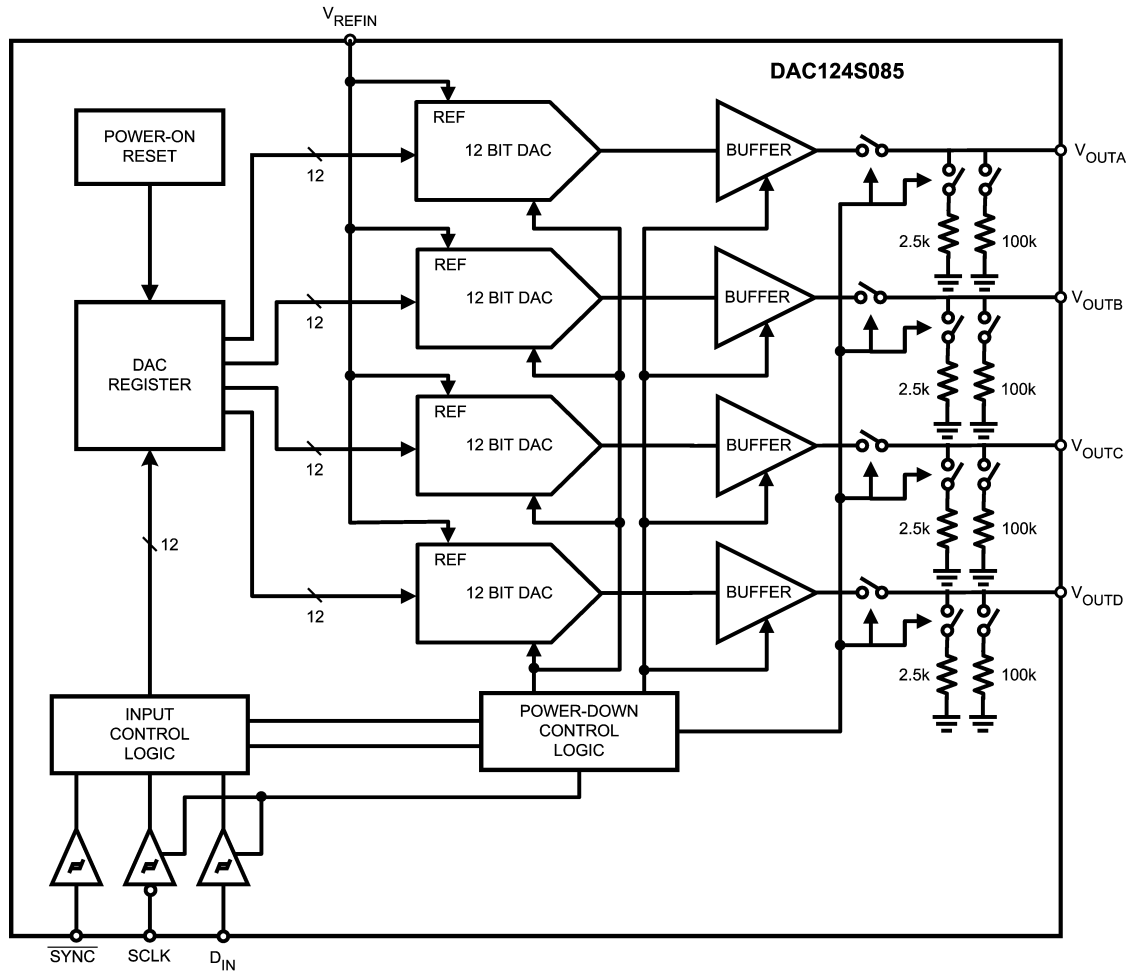 VREFIN
DAC124S085
POWER-ON
RESET
REF
12 BIT DAC
BUFFER
VOUTA
12
2.5k
100k
REF
12 BIT DAC
BUFFER
VOUTB
12
DAC
REGISTER
2.5k
100k
REF
12 BIT DAC
BUFFER
VOUTC
12
12
2.5k
100k
REF
12 BIT DAC
BUFFER
VOUTD
12
2.5k
100k
INPUT
CONTROL
LOGIC
POWER-DOWN
CONTROL
LOGIC
SYNC
SCLK
DIN